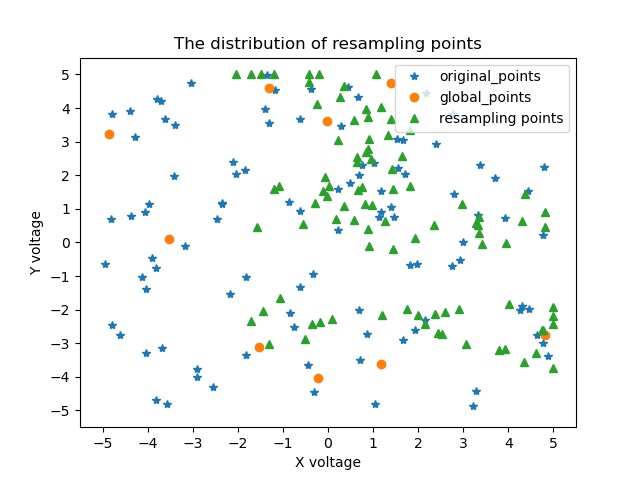 The distribution of resampling points
original_points
global_points
resampling points
Y voltage
5
4
3
2
1
0
−1
−2
−3
−4
−5
−5 −4 −3 −2 −1 0 1 2 3 4 5
X voltage